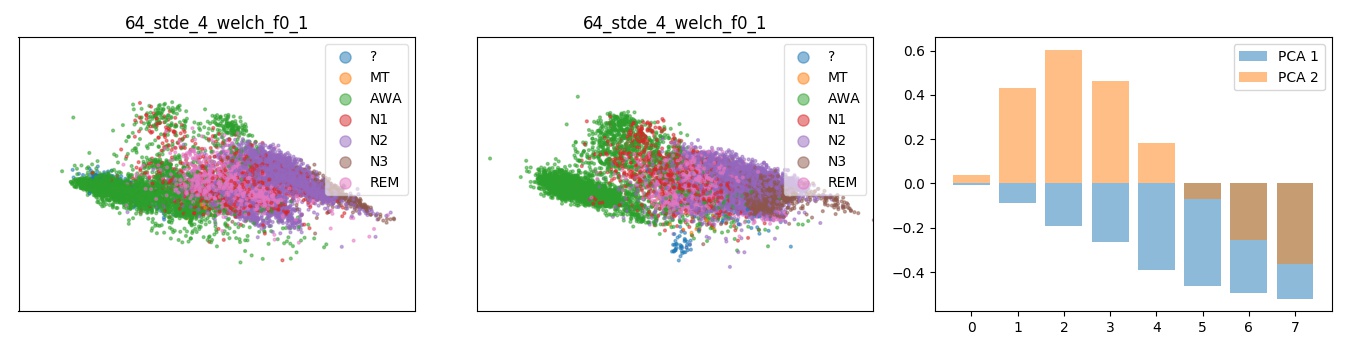 64_stde_4_welch_f0_1
?
MT
AWA
N1
N2
N3
REM
64_stde_4_welch_f0_1
?
MT
AWA
N1
N2
N3
REM
PCA 1
PCA 2
0.6
0.4
0.2
0.0
−0.2
−0.4
0 1 2 3 4 5 6 7